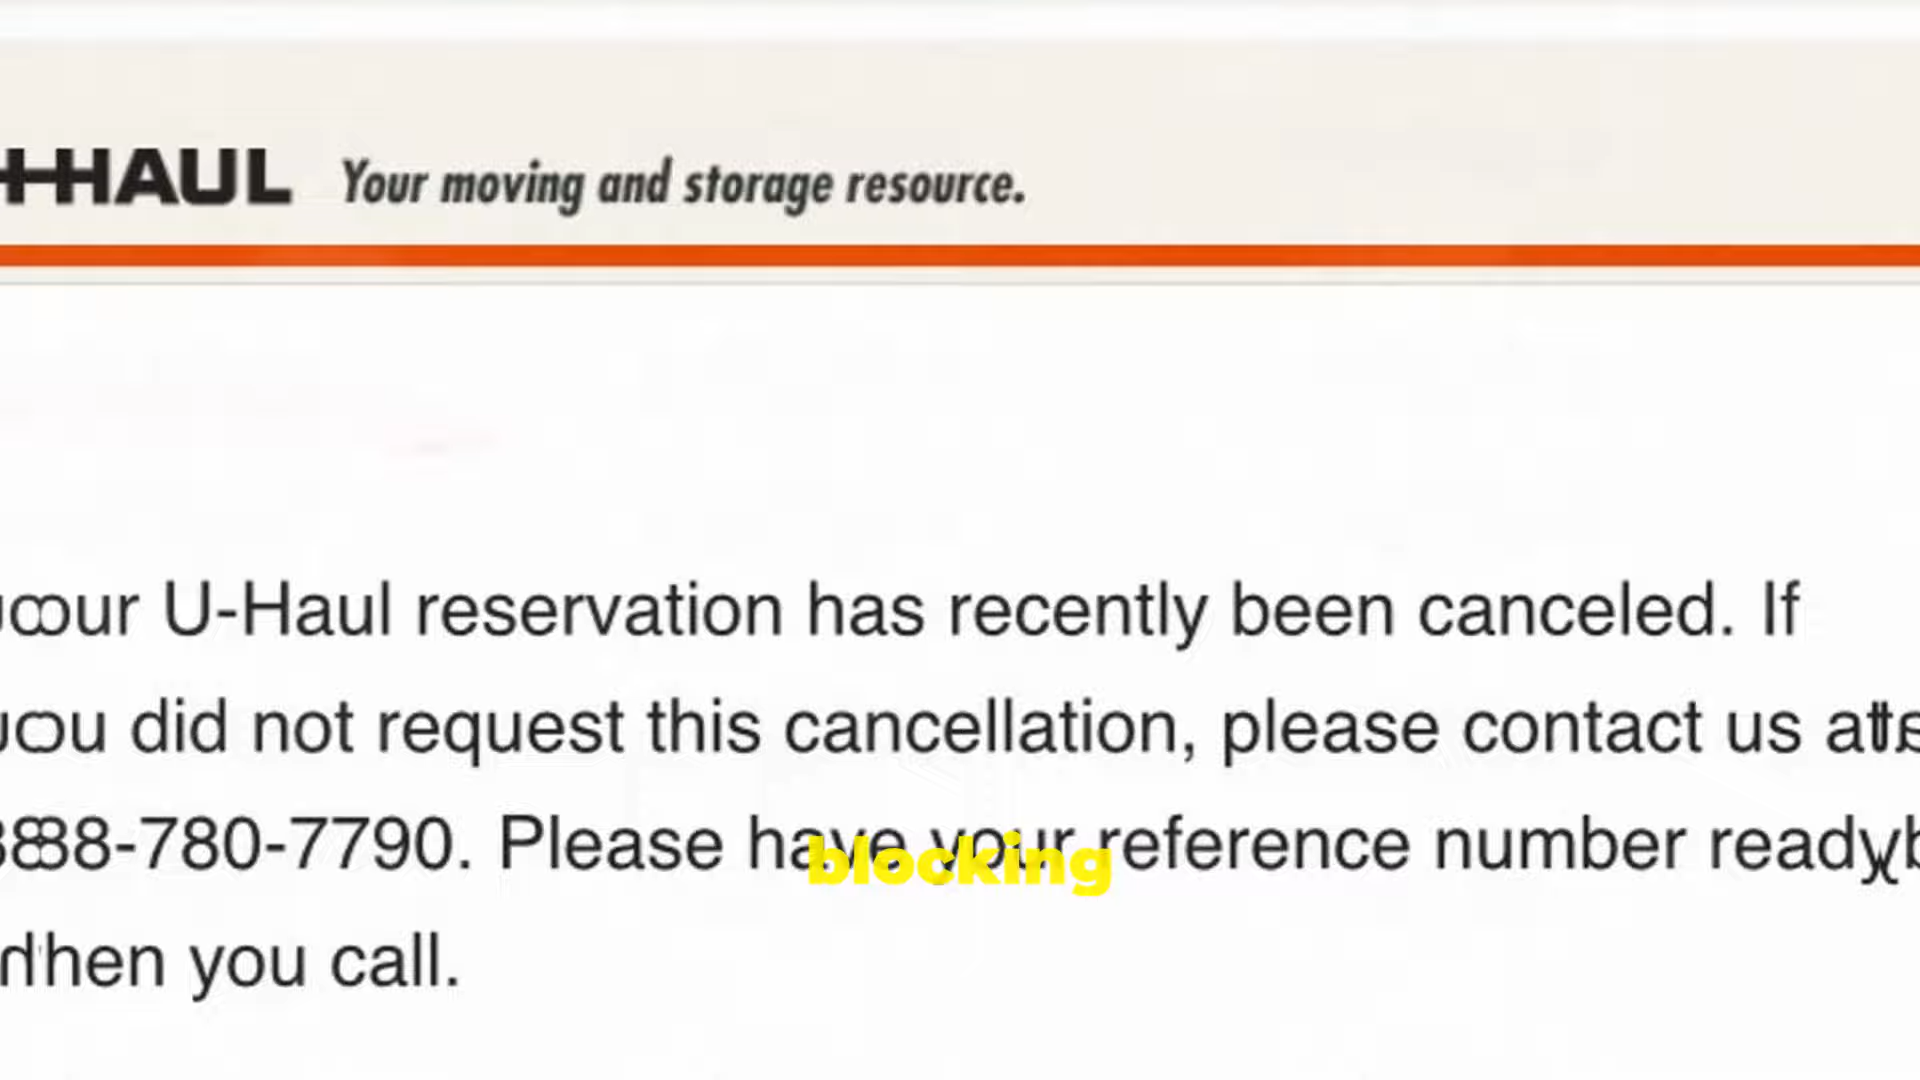 HAUL Your moving and storage resource.
our U-Haul reservation has recently been canceled. If
ou did not request this cancellation, please contact us at
888-780-7790. Please have your reference number ready
hen you call.
blocking